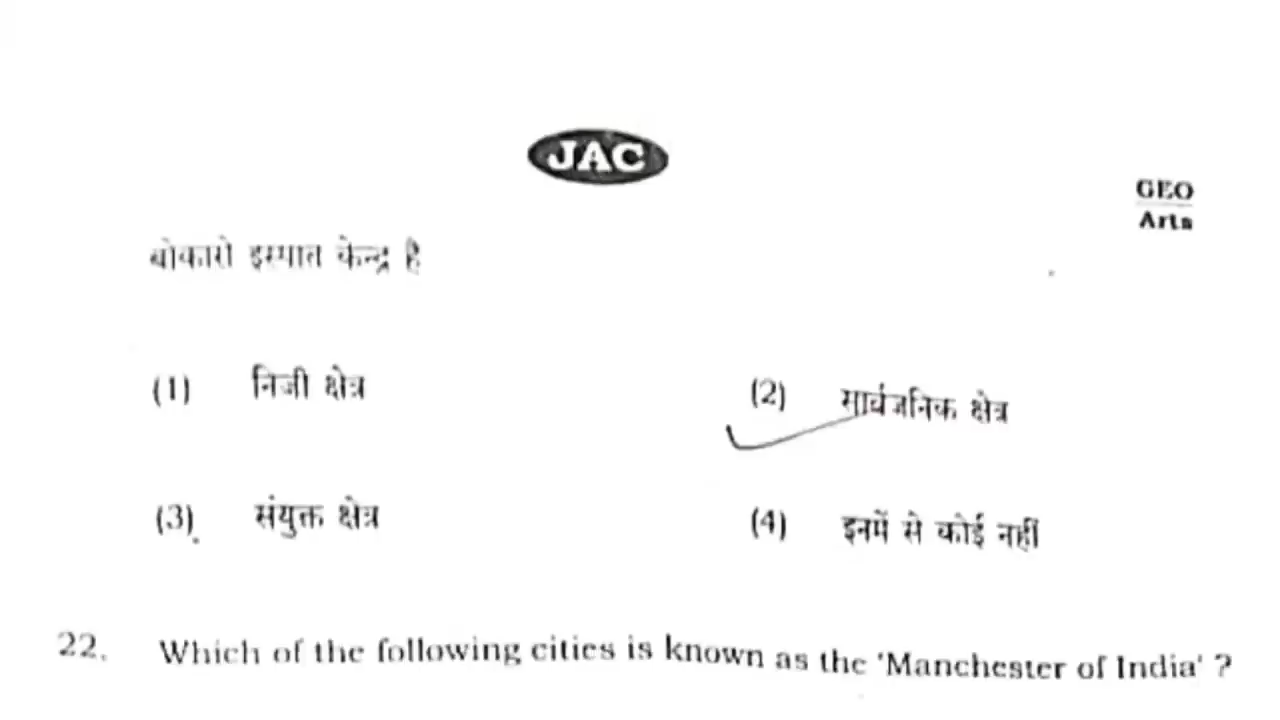 JAC
GEO
Arts
बोकारो इस्पात केन्द्र है
(1) निजी क्षेत्र (2) सार्वजनिक क्षेत्र
(3) संयुक्त क्षेत्र (4) इनमें से कोई नहीं
22. Which of the following cities is known as the 'Manchester of India' ?